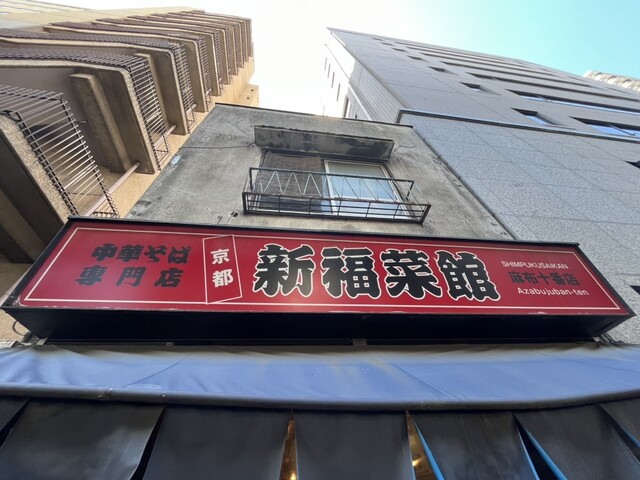 中華そば
専門店
京都
新福菜館
SHIMPUKUSAIKAN
麻布十番店
Azabujuban-ten